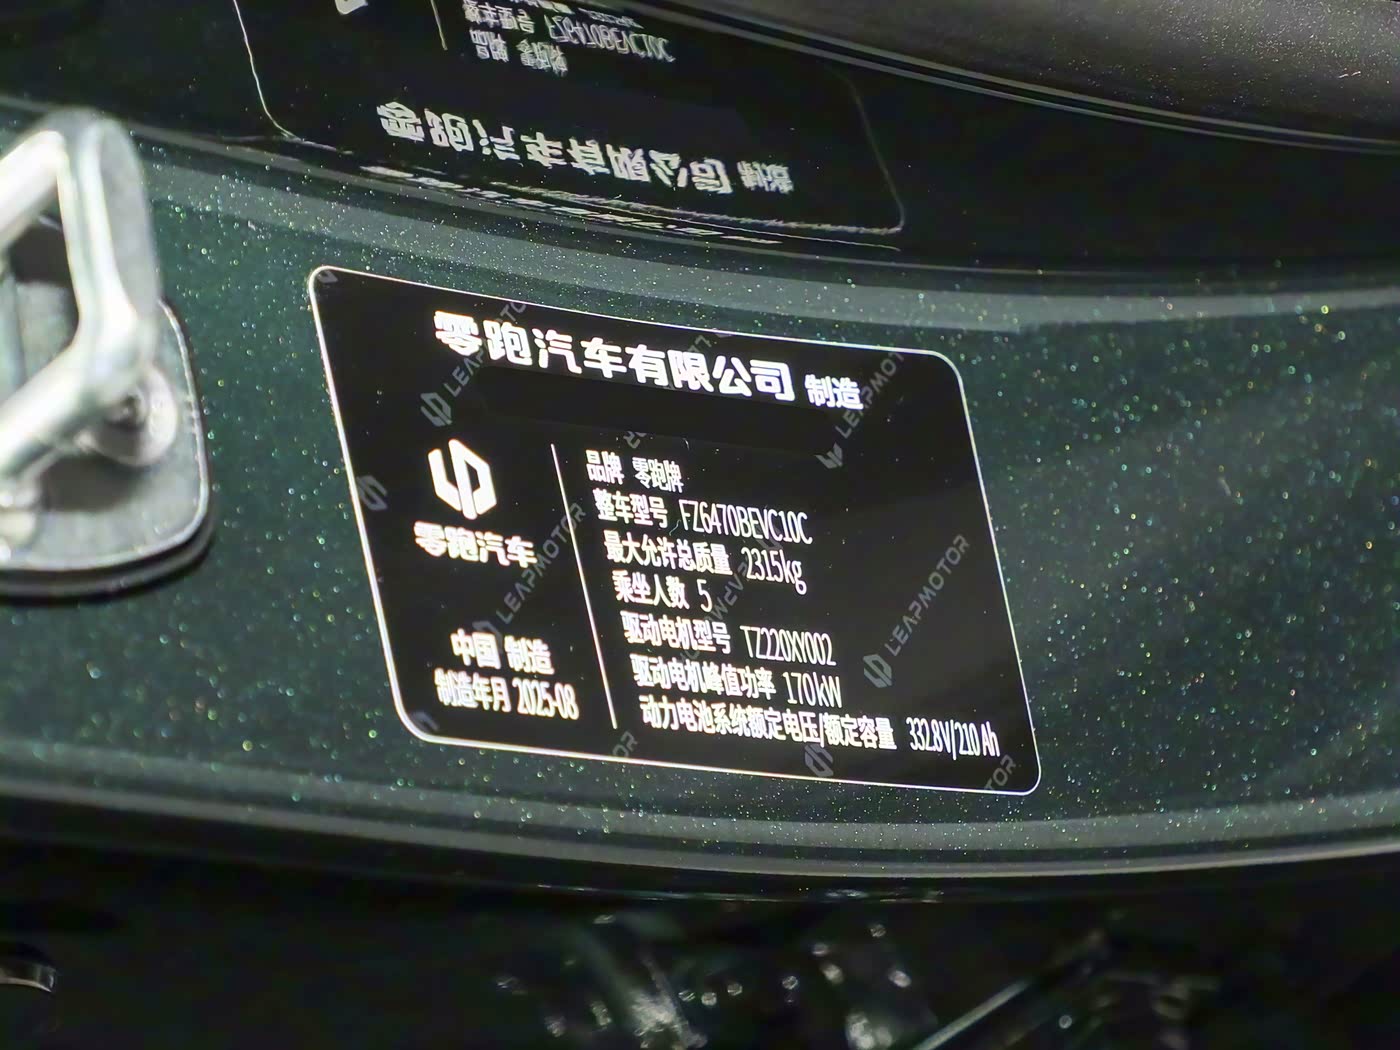 零跑汽车有限公司 制造
零跑汽车
中国 制造
制造年月 2025-08
品牌 零跑牌
整车型号 FZ6470BEVC10C
最大允许总质量 2315kg
乘坐人数 5
驱动电机型号 TZ220XY002
驱动电机峰值功率 170kW
动力电池系统额定电压/额定容量 332.8V/210Ah
LEAPMOTOR
LEAPMOTOR
LEAPMOTOR
LEAPMOTOR